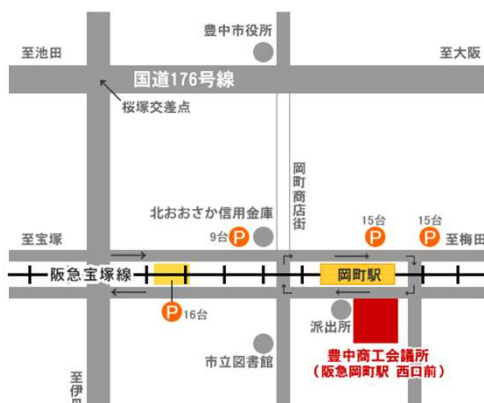 豊中市役所
至池田
至大阪
国道176号線
桜塚交差点
岡町商店街
北おおさか信用金庫
9台 P
15台
P
15台
P
至宝塚
至梅田
阪急宝塚線
岡町駅
P 16台
派出所
市立図書館
豊中商工会議所
(阪急岡町駅 西口前)
至伊丹